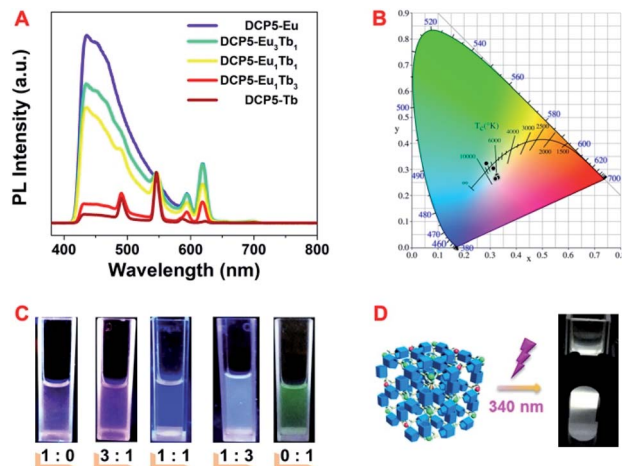 A
PL Intensity (a.u.)
DCP5-Eu
DCP5-Eu₃Tb₁
DCP5-Eu₁Tb₁
DCP5-Eu₁Tb₃
DCP5-Tb
400 500 600 700 800
Wavelength (nm)
B
0.9
0.8
0.7
0.6
0.5
y
0.4
0.3
0.2
0.1
0.0
0.0 0.1 0.2 0.3 0.4 0.5 0.6 0.7
x
520
540
560
500
580
Tc(°K)
600
4000 3000 2500
6000
620
10000
2000 1500
490
∞
700
480
470
460
380
C
1 : 0 3 : 1 1 : 1 1 : 3 0 : 1
D
340 nm